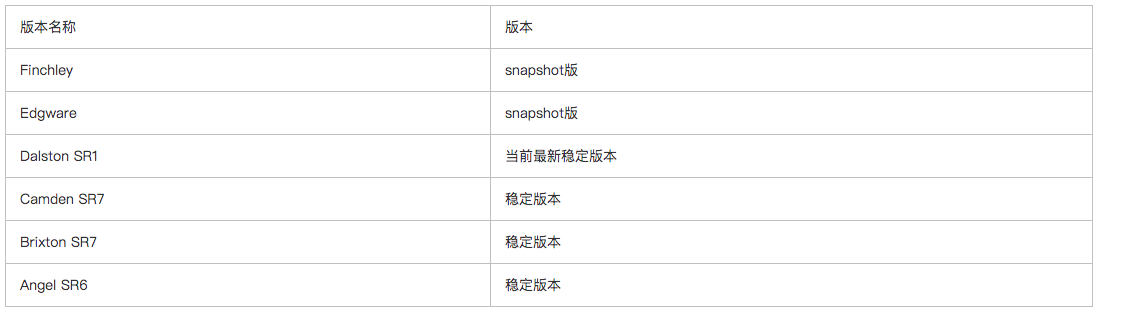 版本名称 版本
Finchley snapshot版
Edgware snapshot版
Dalston SR1 当前最新稳定版本
Camden SR7 稳定版本
Brixton SR7 稳定版本
Angel SR6 稳定版本